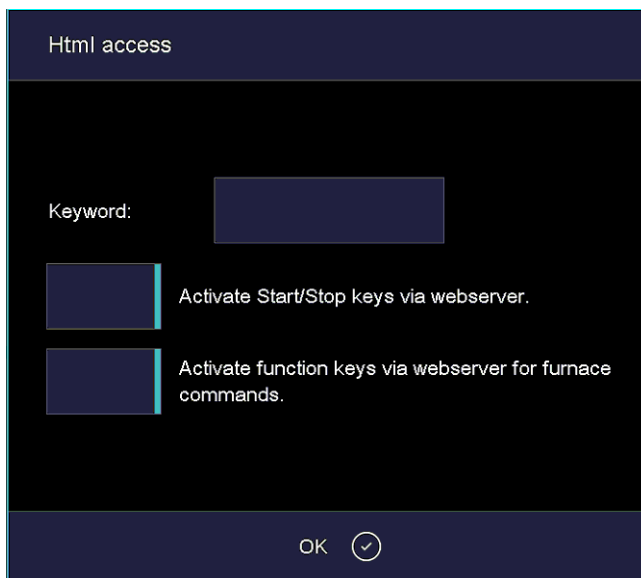 Html access
Keyword:
Activate Start/Stop keys via webserver.
Activate function keys via webserver for furnace
commands.
OK